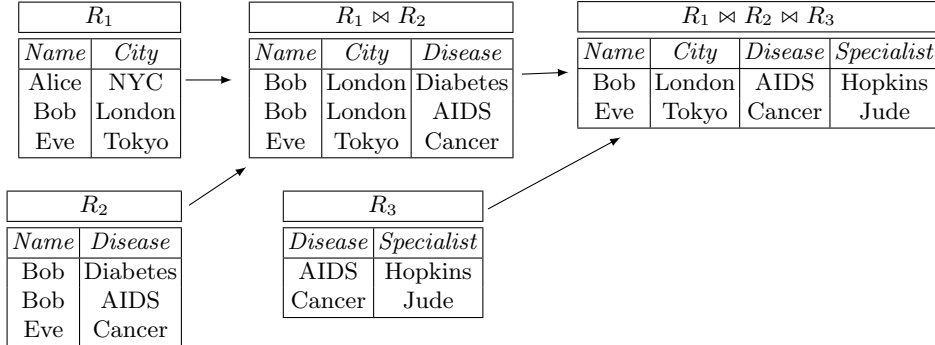 R₁
Name City
Alice NYC
Bob London
Eve Tokyo
R₁ ⋈ R₂
Name City Disease
Bob London Diabetes
Bob London AIDS
Eve Tokyo Cancer
R₁ ⋈ R₂ ⋈ R₃
Name City Disease Specialist
Bob London AIDS Hopkins
Eve Tokyo Cancer Jude
R₂
Name Disease
Bob Diabetes
Bob AIDS
Eve Cancer
R₃
Disease Specialist
AIDS Hopkins
Cancer Jude